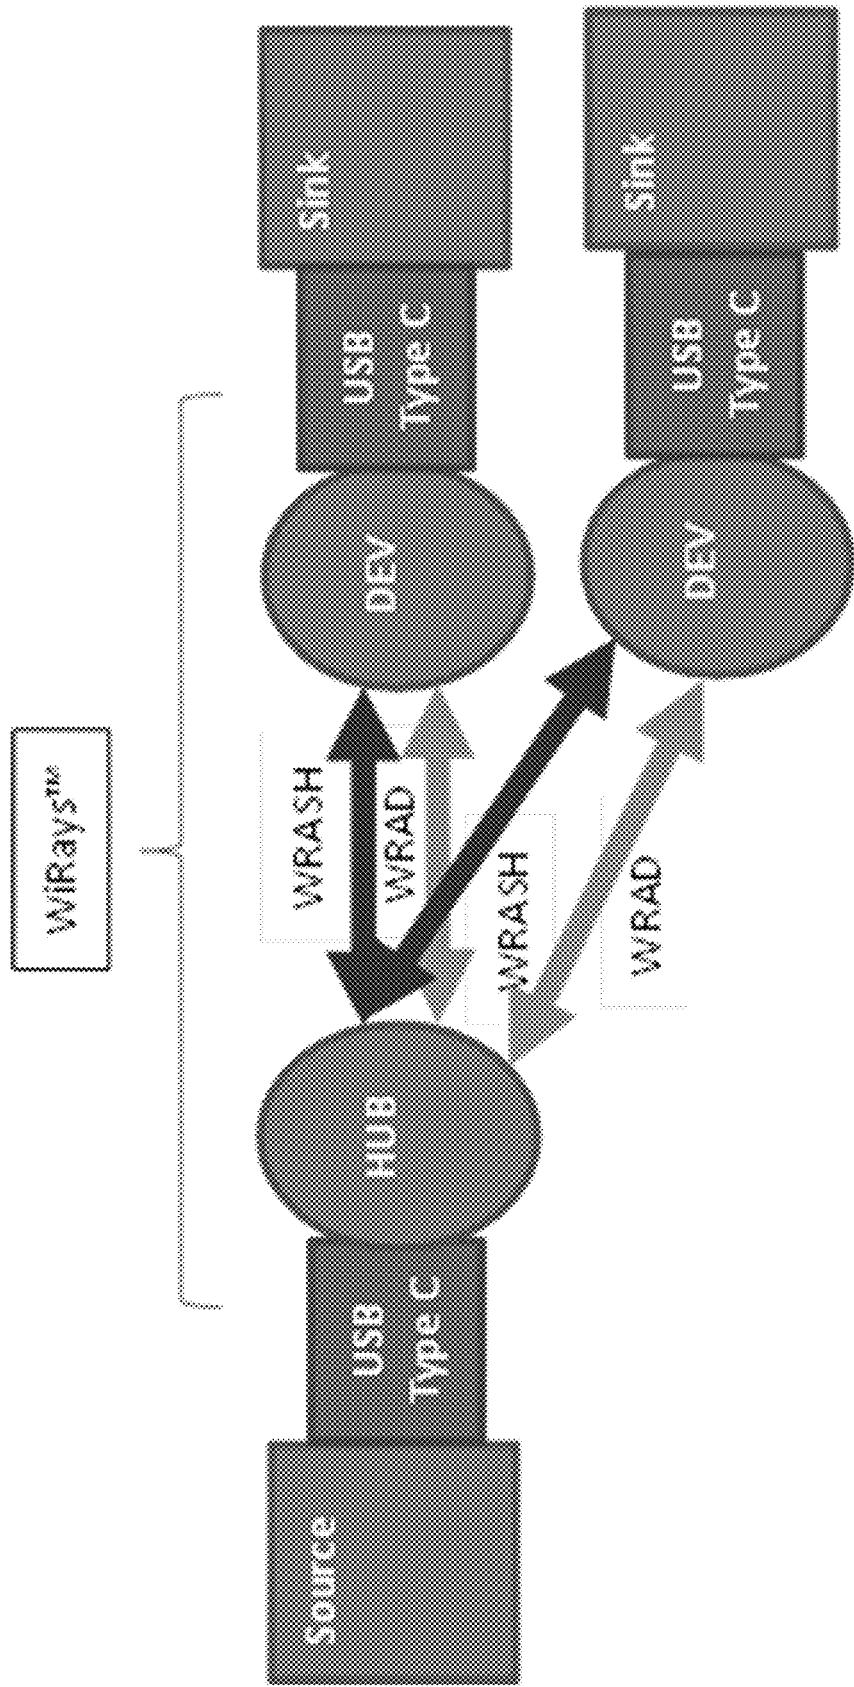 WiRays™
Source
USB
Type C
HUB
WRASH
WRAD
WRASH
WRAD
DEV
USB
Type C
Sink
DEV
USB
Type C
Sink